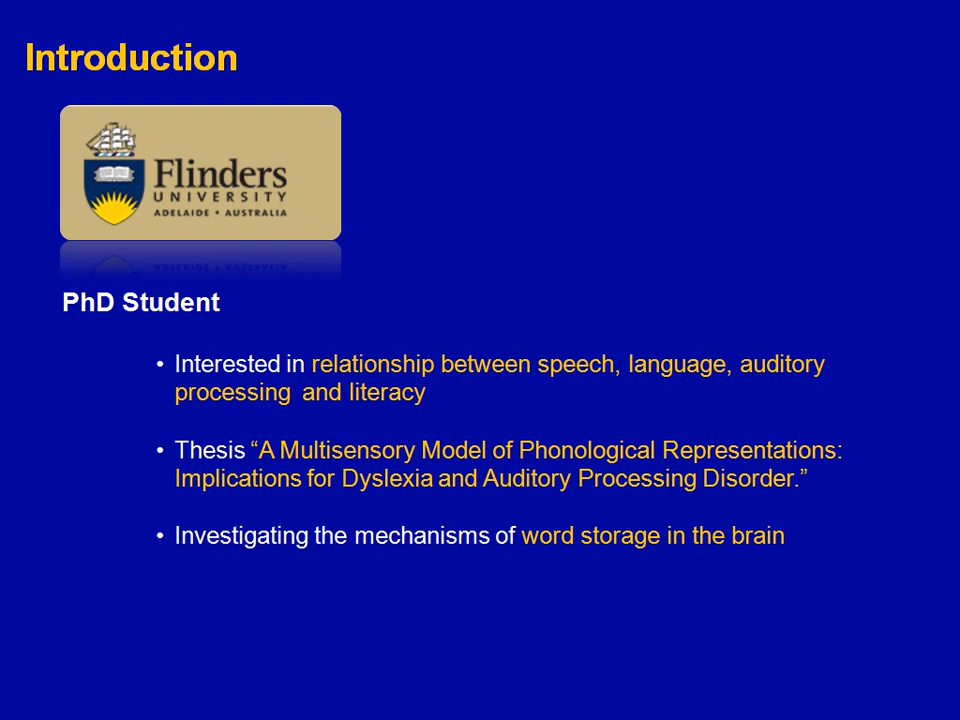 Introduction
Flinders
UNIVERSITY
ADELAIDE • AUSTRALIA
PhD Student
• Interested in relationship between speech, language, auditory
processing and literacy
• Thesis “A Multisensory Model of Phonological Representations:
Implications for Dyslexia and Auditory Processing Disorder.”
• Investigating the mechanisms of word storage in the brain